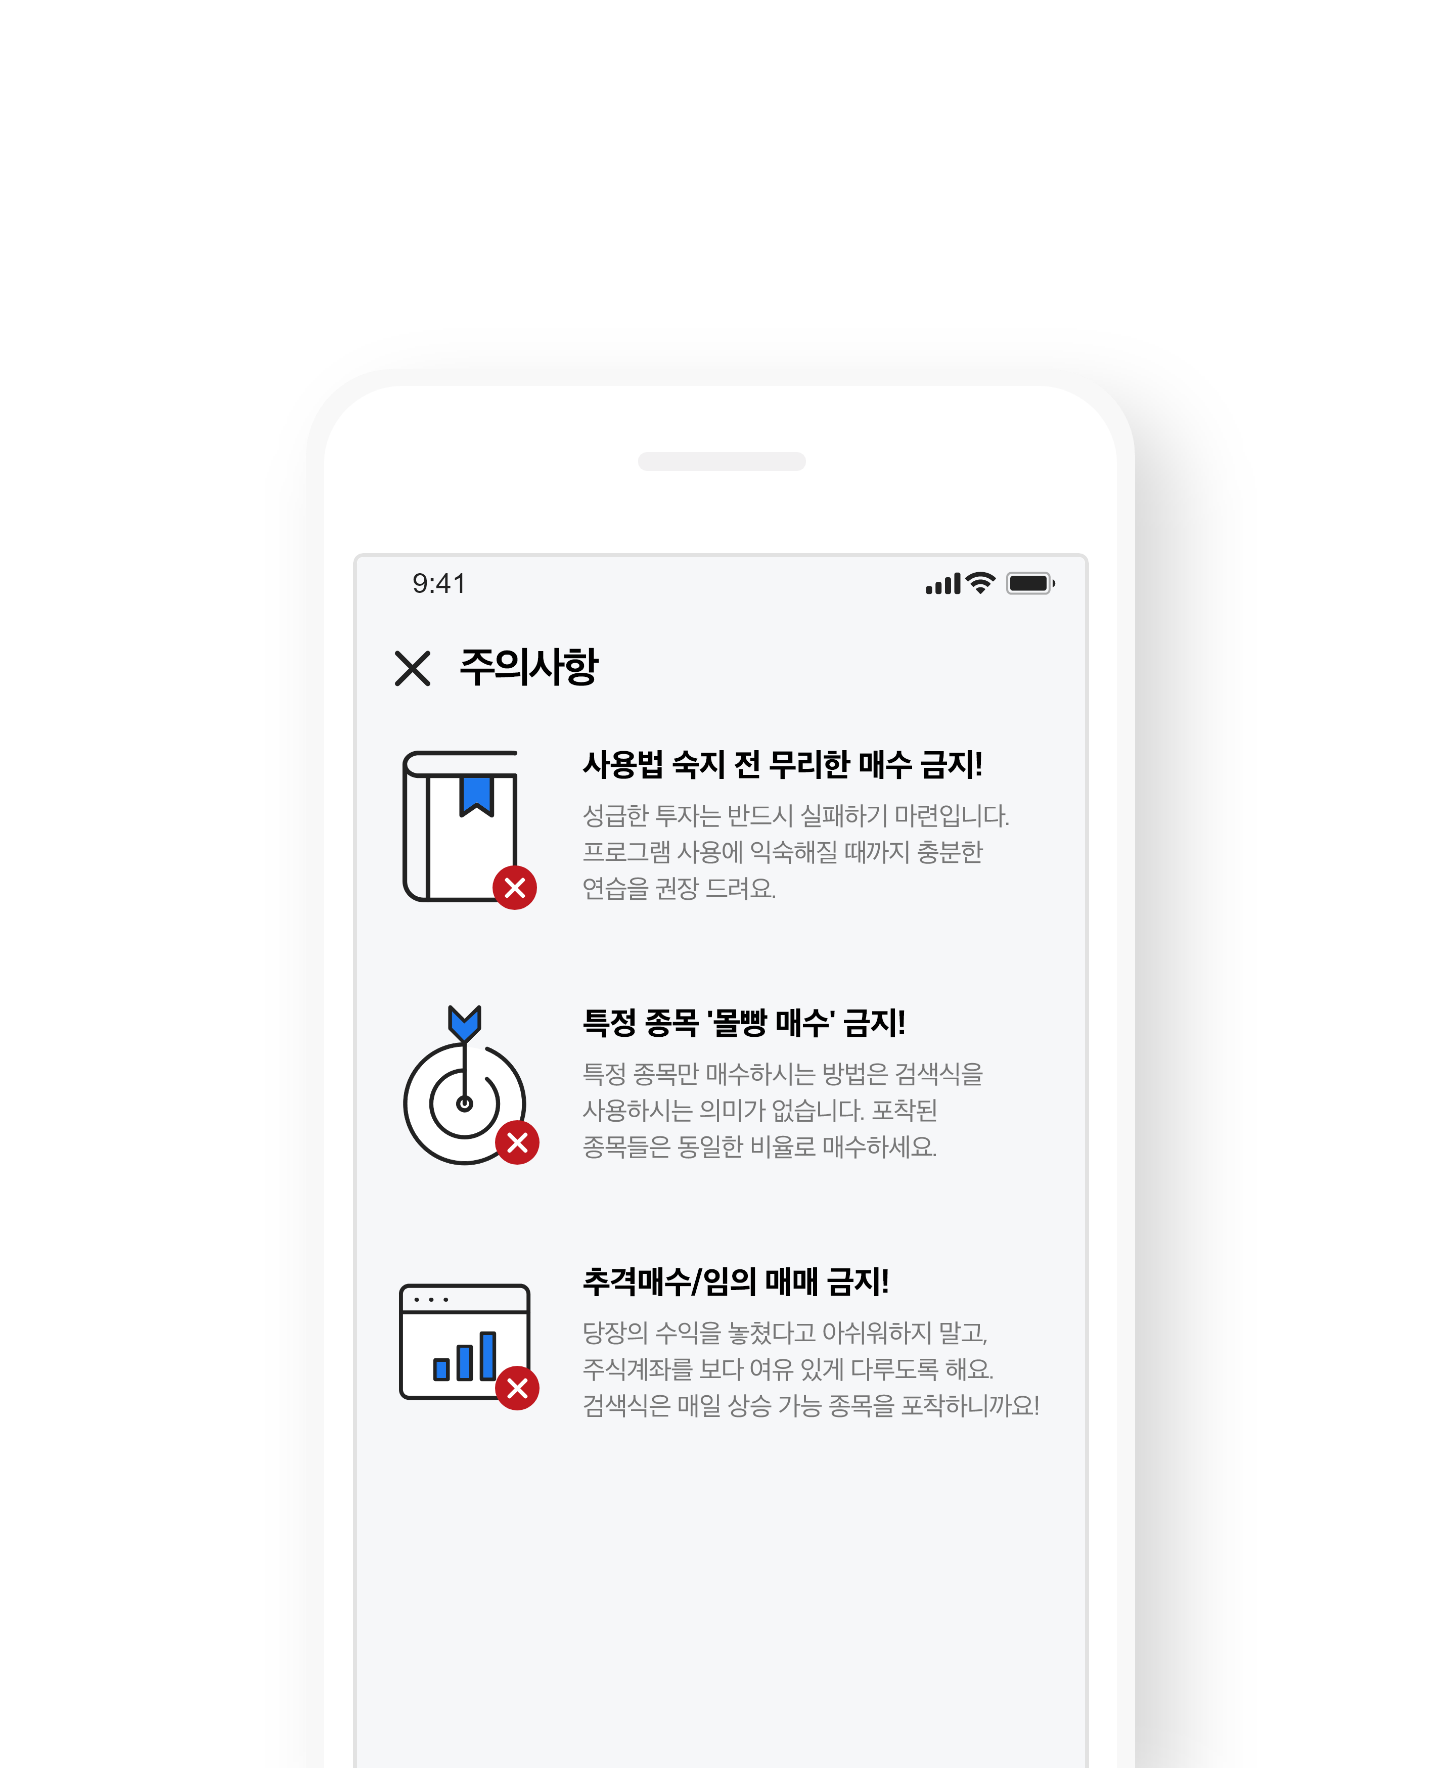 9:41
주의사항
사용법 숙지 전 무리한 매수 금지!
성급한 투자는 반드시 실패하기 마련입니다.
프로그램 사용에 익숙해질 때까지 충분한
연습을 권장 드려요.
특정 종목 '몰빵 매수' 금지!
특정 종목만 매수하시는 방법은 검색식을
사용하시는 의미가 없습니다. 포착된
종목들은 동일한 비율로 매수하세요.
추격매수/임의 매매 금지!
당장의 수익을 놓쳤다고 아쉬워하지 말고,
주식계좌를 보다 여유 있게 다루도록 해요.
검색식은 매일 상승 가능 종목을 포착하니까요!